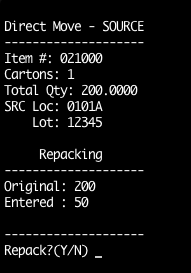 Direct Move - SOURCE
--------------------
Item #: 021000
Cartons: 1
Total Qty: 200.0000
SRC Loc: 0101A
Lot: 12345
Repacking
--------------------
Original: 200
Entered : 50
--------------------
Repack?(Y/N) _